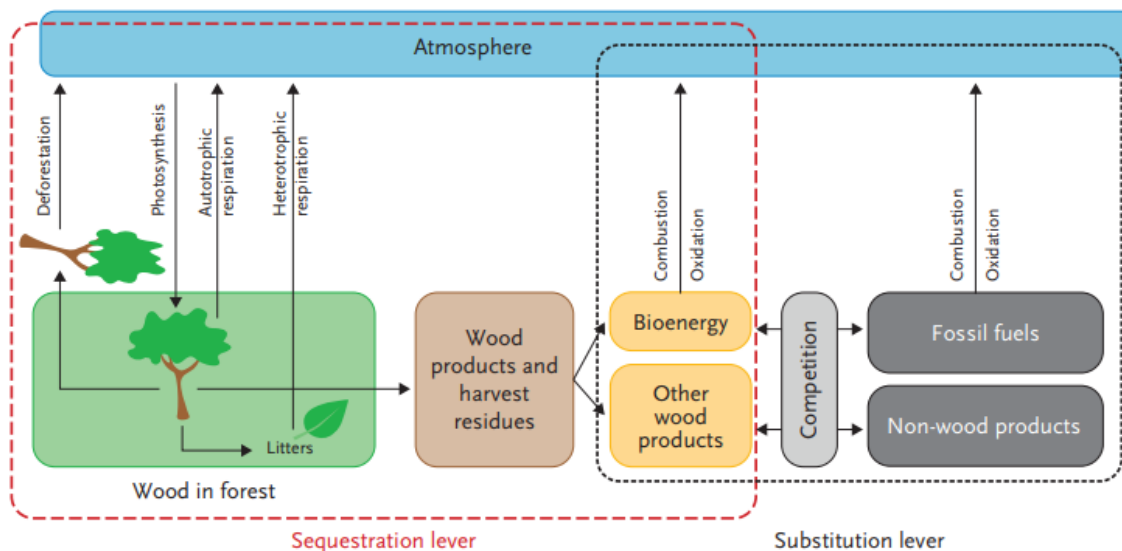 Atmosphere
Deforestation
Photosynthesis
Autotrophic
respiration
Heterotrophic
respiration
Combustion
Oxidation
Combustion
Oxidation
Wood
products and
harvest
residues
Bioenergy
Other
wood
products
Competition
Fossil fuels
Non-wood products
Litters
Wood in forest
Sequestration lever
Substitution lever